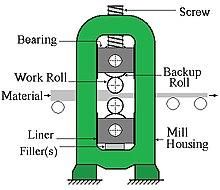 Screw
Bearing
Work Roll
Backup
Roll
Material
Liner
Filler(s)
Mill
Housing